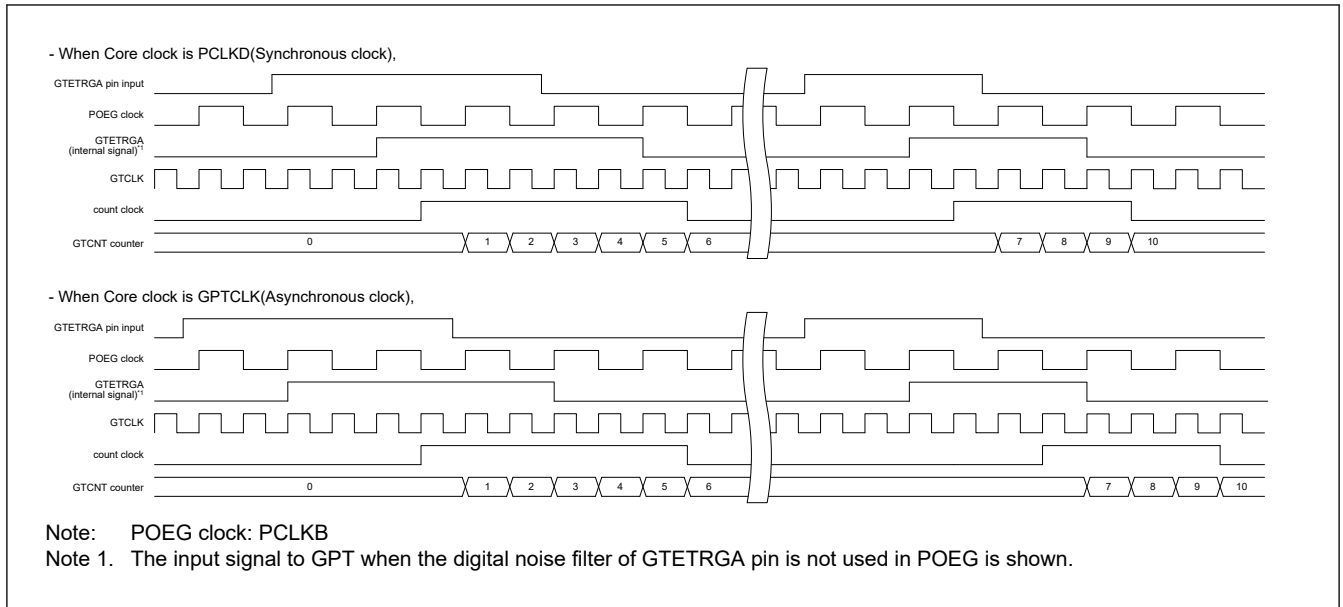 - When Core clock is PCLKD(Synchronous clock),
GTETRGA pin input
POEG clock
GTETRGA
(internal signal)*1
GTCLK
count clock
GTCNT counter 0 1 2 3 4 5 6 7 8 9 10
- When Core clock is GPTCLK(Asynchronous clock),
GTETRGA pin input
POEG clock
GTETRGA
(internal signal)*1
GTCLK
count clock
GTCNT counter 0 1 2 3 4 5 6 7 8 9 10
Note: POEG clock: PCLKB
Note 1. The input signal to GPT when the digital noise filter of GTETRGA pin is not used in POEG is shown.